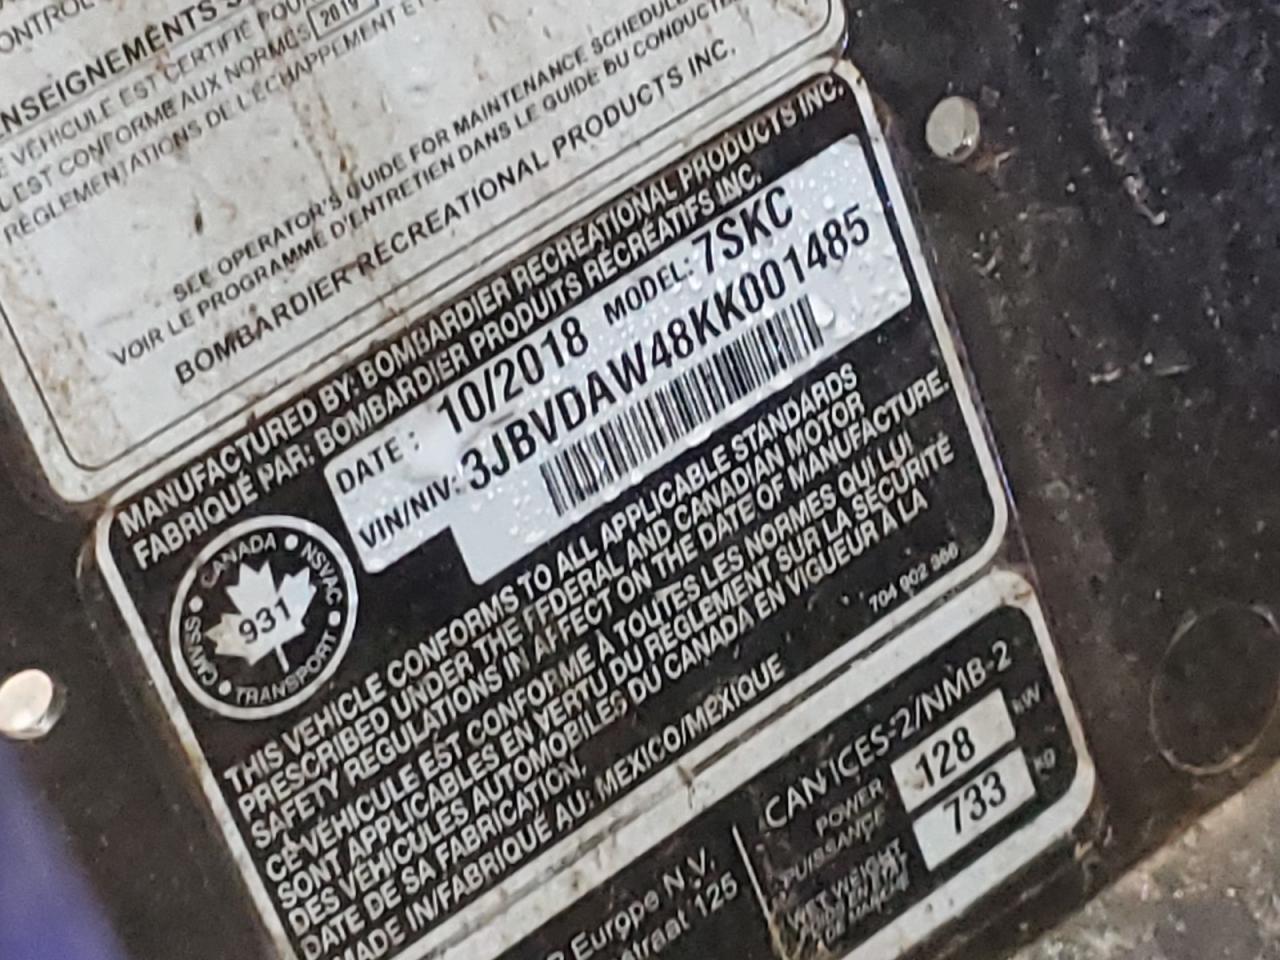 CONTROL
ENSEIGNEMENTS
VÉHICULE EST CERTIFIÉ POUR
EST CONFORME AUX NORMES 2019
RÉGLEMENTATIONS DE L'ÉCHAPPEMENT ET
SEE OPERATOR'S GUIDE FOR MAINTENANCE SCHEDULE
VOIR LE PROGRAMME D'ENTRETIEN DANS LE GUIDE DU CONDUCTEUR
BOMBARDIER RECREATIONAL PRODUCTS INC.
MANUFACTURED BY: BOMBARDIER RECREATIONAL PRODUCTS INC.
FABRIQUÉ PAR: BOMBARDIER PRODUITS RÉCRÉATIFS INC.
DATE: 10/2018 MODEL: 7SKC
VIN/NIV: 3JBVDAW48KK001485
CANADA • NSVAC • TRANSPORT • CMVSS •
931
THIS VEHICLE CONFORMS TO ALL APPLICABLE STANDARDS
PRESCRIBED UNDER THE FEDERAL AND CANADIAN MOTOR
SAFETY REGULATIONS IN AFFECT ON THE DATE OF MANUFACTURE.
CE VÉHICULE EST CONFORME À TOUTES LES NORMES QUI LUI
SONT APPLICABLES EN VERTU DU RÈGLEMENT SUR LA SÉCURITÉ
DES VÉHICULES AUTOMOBILES DU CANADA EN VIGUEUR À LA
DATE DE SA FABRICATION.
MADE IN/FABRIQUÉ AU: MEXICO/MEXIQUE
704 902 366
CAN ICES-2/NMB-2
POWER
PUISSANCE 128 kW
WET WEIGHT 733 kg
Europe N.V.
traat 125